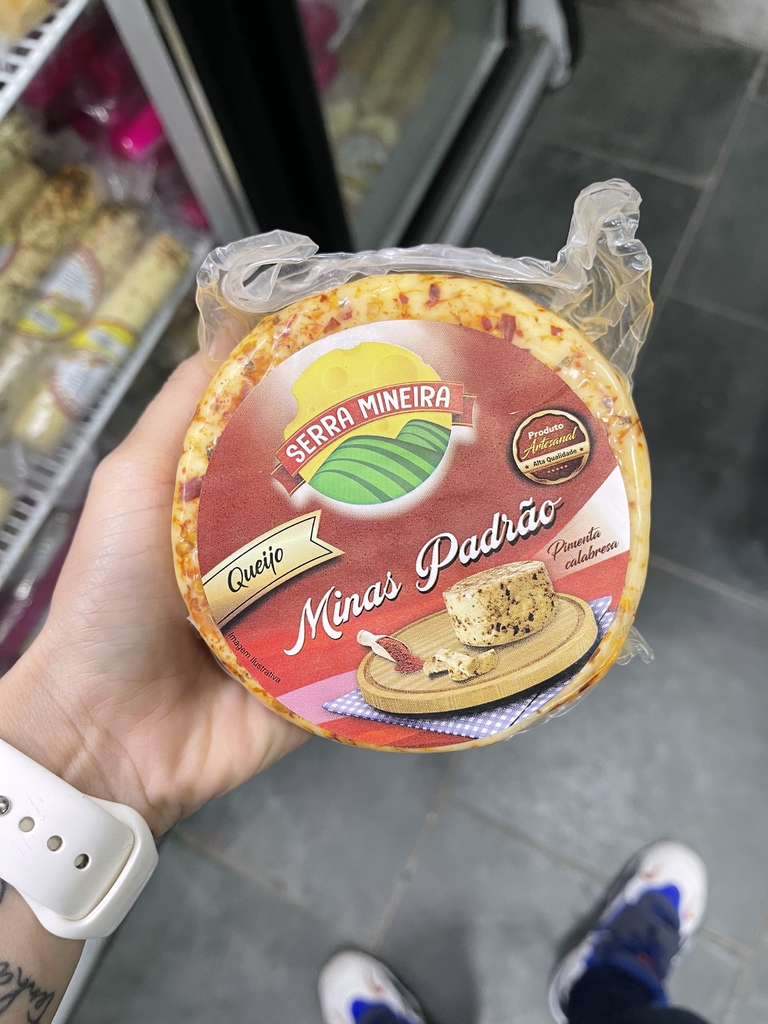 SERRA MINEIRA
Produto
Artesanal
Alta Qualidade
Queijo
Minas Padrão
Pimenta
calabresa
Imagem Ilustrativa